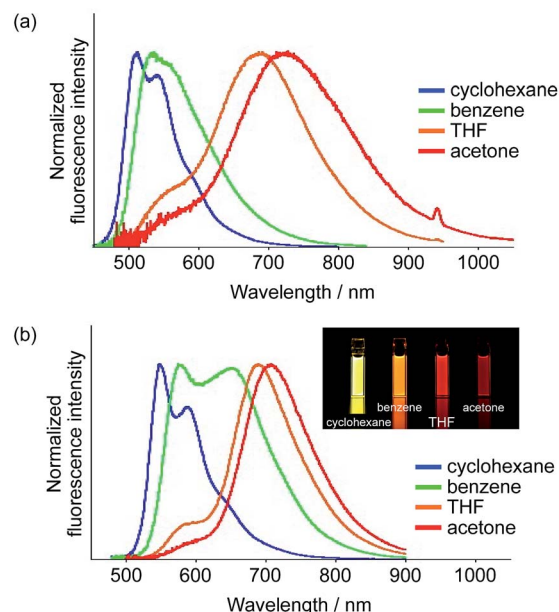 (a)
Normalized
fluorescence intensity
cyclohexane
benzene
THF
acetone
500 600 700 800 900 1000
Wavelength / nm
(b)
Normalized
fluorescence intensity
cyclohexane
benzene
THF
acetone
cyclohexane
benzene
THF
acetone
500 600 700 800 900 1000
Wavelength / nm